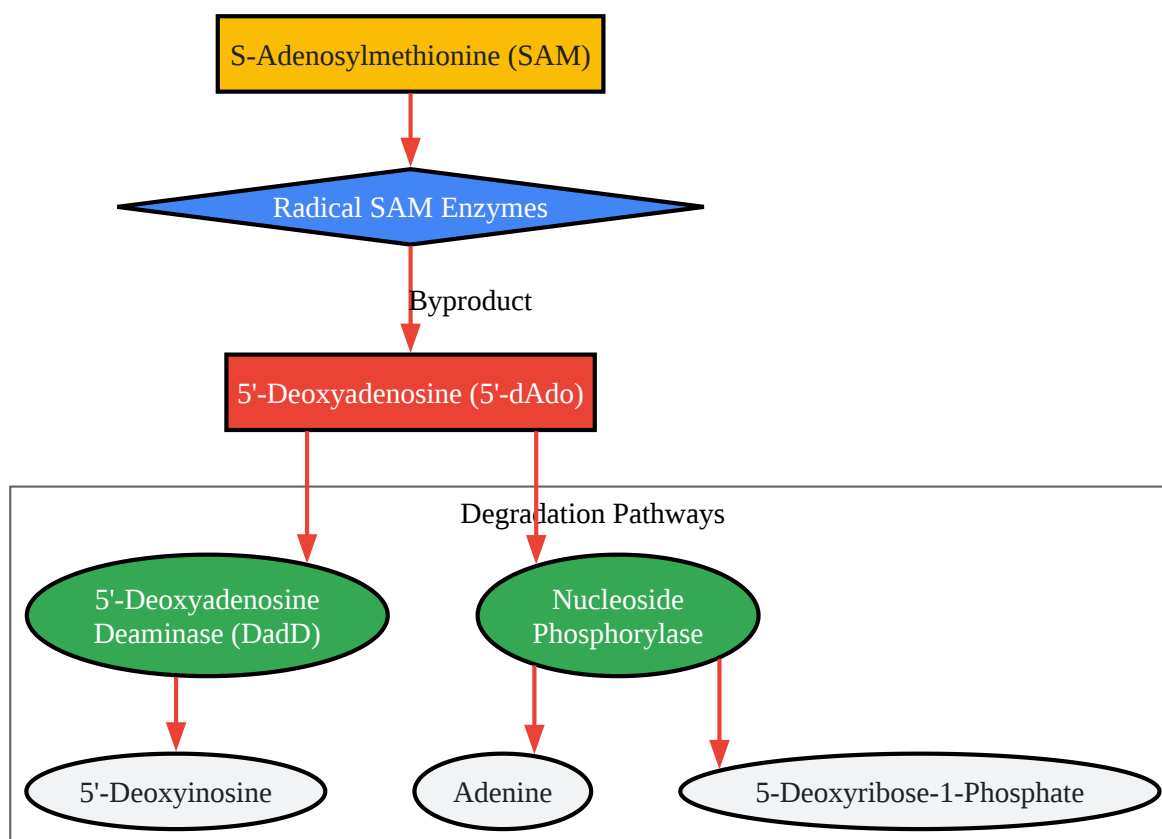 S-Adenosylmethionine (SAM)
Radical SAM Enzymes
Byproduct
5'-Deoxyadenosine (5'-dAdo)
Degradation Pathways
5'-Deoxyadenosine
Deaminase (DadD)
Nucleoside
Phosphorylase
5'-Deoxyinosine
Adenine
5-Deoxyribose-1-Phosphate